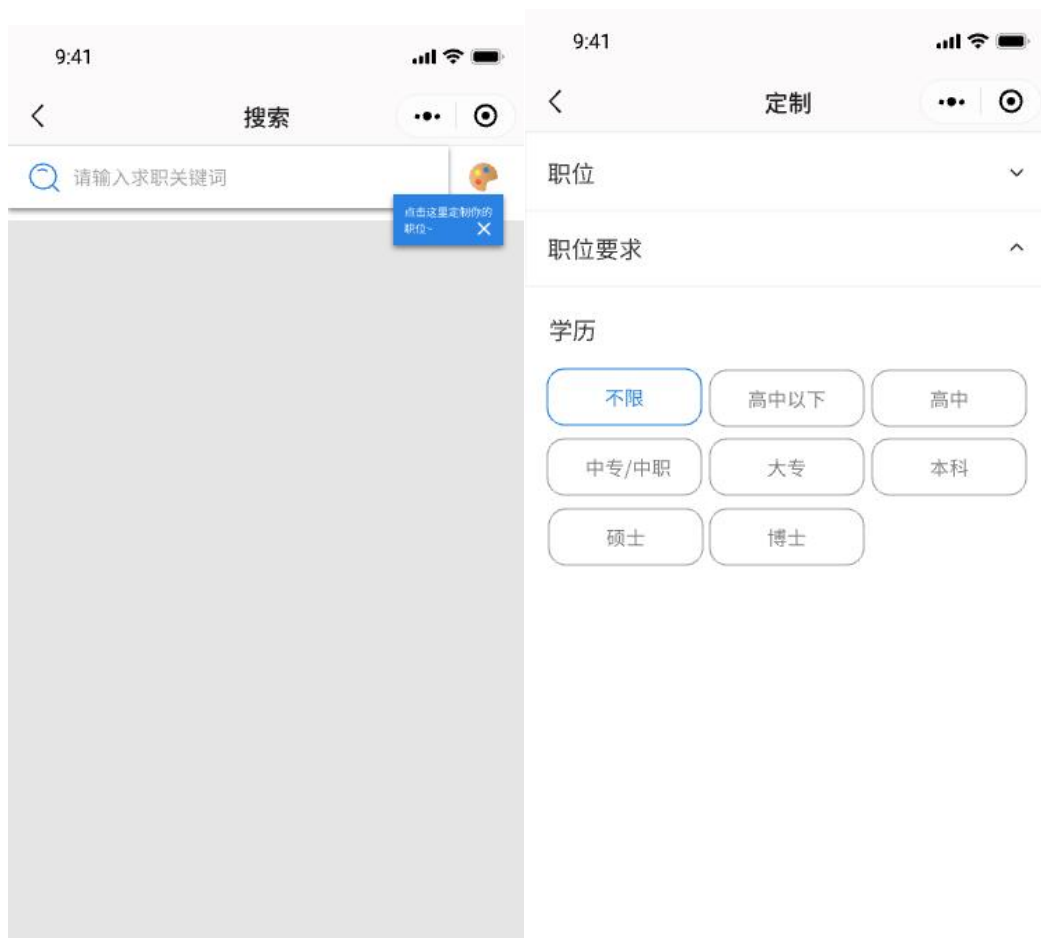 9:41
搜索
请输入求职关键词
点击这里定制你的
职位~
9:41
定制
职位
职位要求
学历
不限
高中以下
高中
中专/中职
大专
本科
硕士
博士